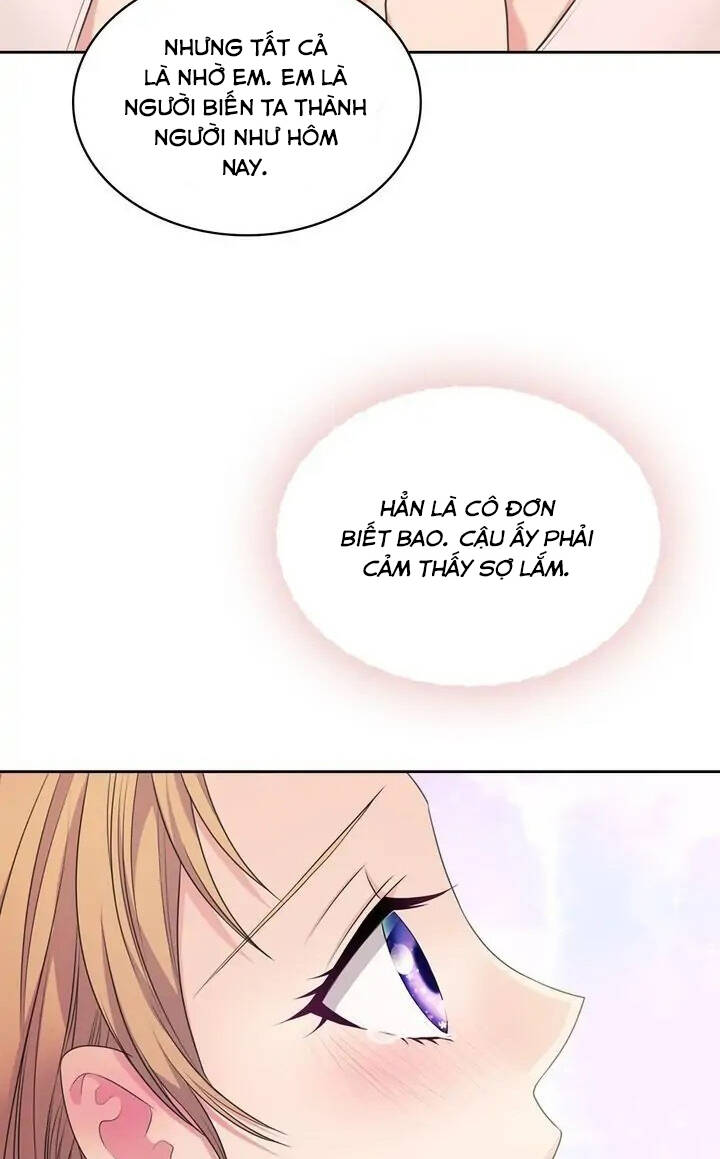 NHƯNG TẤT CẢ
LÀ NHỜ EM. EM LÀ
NGƯỜI BIẾN TA THÀNH
NGƯỜI NHƯ HÔM
NAY.
HẲN LÀ CÔ ĐƠN
BIẾT BAO. CẬU ẤY PHẢI
CẢM THẤY SỢ LẮM.